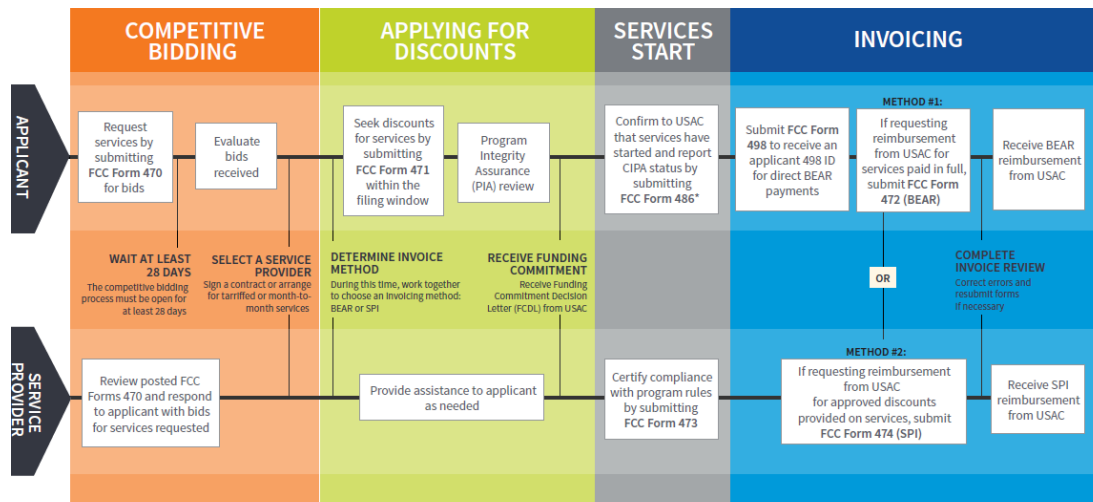 COMPETITIVE
BIDDING
APPLYING FOR
DISCOUNTS
SERVICES
START
INVOICING
APPLICANT
Request
services by
submitting
FCC Form 470
for bids
Evaluate
bids
received
Seek
discounts
for services by
submitting
FCC Form 471
within the
filing window
Program
Integrity
Assurance
(PIA) review
Confirm to USAC
that services have
started and report
CIPA status by
submitting
FCC Form 486*
Submit FCC Form
498 to receive an
applicant 498 ID
for direct BEAR
payments
METHOD #1:
If requesting
reimbursement
from USAC for
services paid in full,
submit FCC Form
472 (BEAR)
Receive BEAR
reimbursement
from USAC
WAIT AT LEAST
28 DAYS
The competitive bidding
process must be open for
at least 28 days
SELECT A SERVICE
PROVIDER
Sign a contract or arrange
for tarriffed or month-to-
month services
DETERMINE INVOICE
METHOD
During this time, work together
to choose an invoicing method:
BEAR or SPI
RECEIVE FUNDING
COMMITMENT
Receive Funding
Commitment Decision
Letter (FCDL) from USAC
OR
COMPLETE
INVOICE REVIEW
Correct errors and
resubmit forms
If necessary
SERVICE
PROVIDER
Review posted FCC
Forms 470 and respond
to applicant with bids
for services requested
Provide assistance to applicant
as needed
Certify compliance
with program rules
by submitting
FCC Form 473
METHOD #2:
If requesting reimbursement
from USAC
for approved discounts
provided on services, submit
FCC Form 474 (SPI)
Receive SPI
reimbursement
from USAC